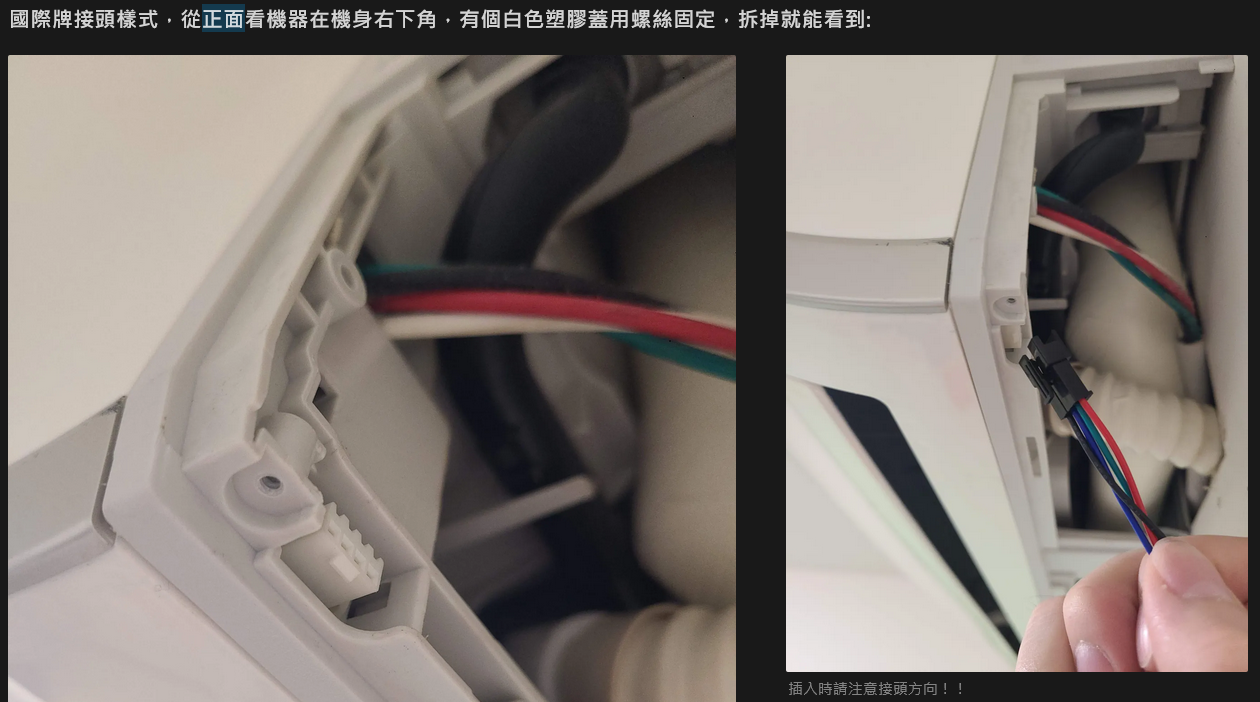 國際牌接頭樣式，從正面看機器在機身右下角，有個白色塑膠蓋用螺絲固定，拆掉就能看到:
插入時請注意接頭方向！！